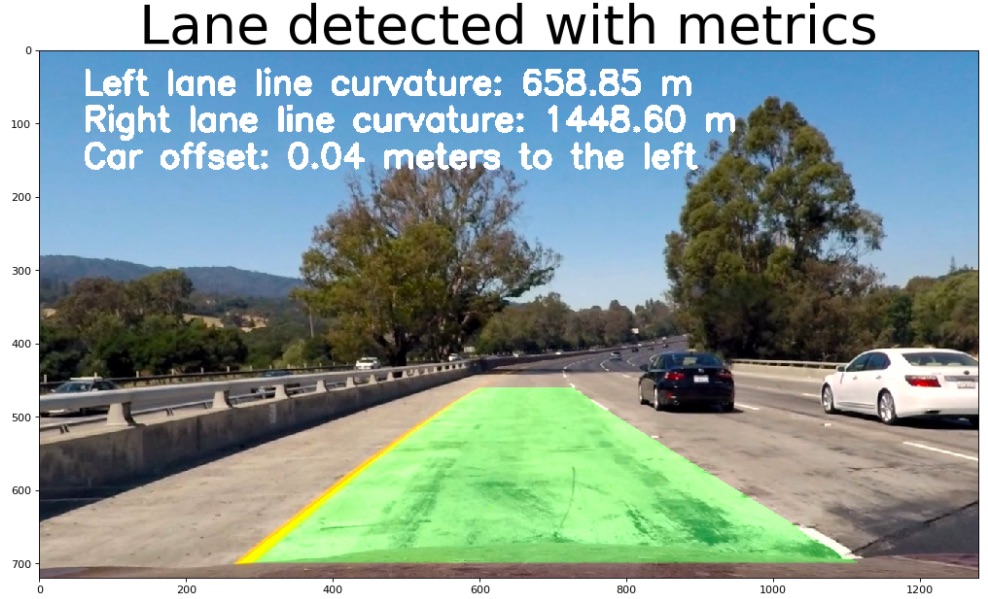 Lane detected with metrics
0
Left lane line curvature: 658.85 m
Right lane line curvature: 1448.60 m
100
Car offset: 0.04 meters to the left
200
300
400
500
600
700
0 200 400 600 800 1000 1200